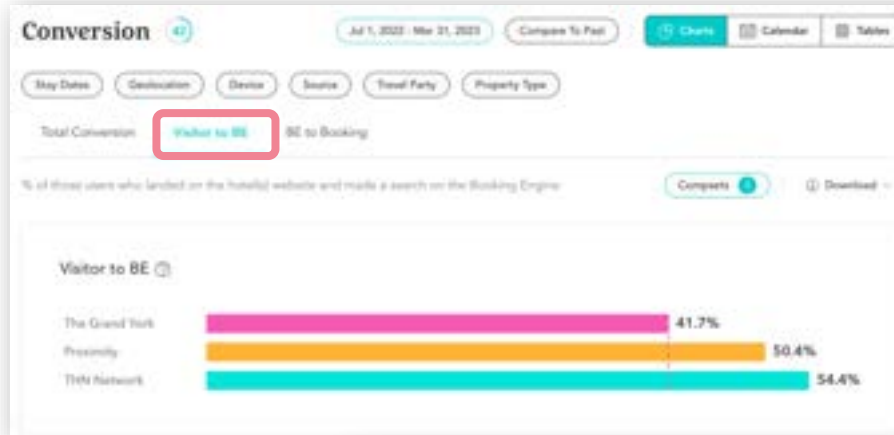 Conversion 47 Jul 1, 2022 - Mar 31, 2023 Compare To Past Charts Calendar Tables
Stay Dates Geolocation Device Source Travel Party Property Type
Total Conversion Visitor to BE BE to Booking
% of those users who landed on the hotel(s) website and made a search on the Booking Engine Compsets Download
Visitor to BE
The Grand York 41.7%
Proximity 50.4%
THN Network 54.4%